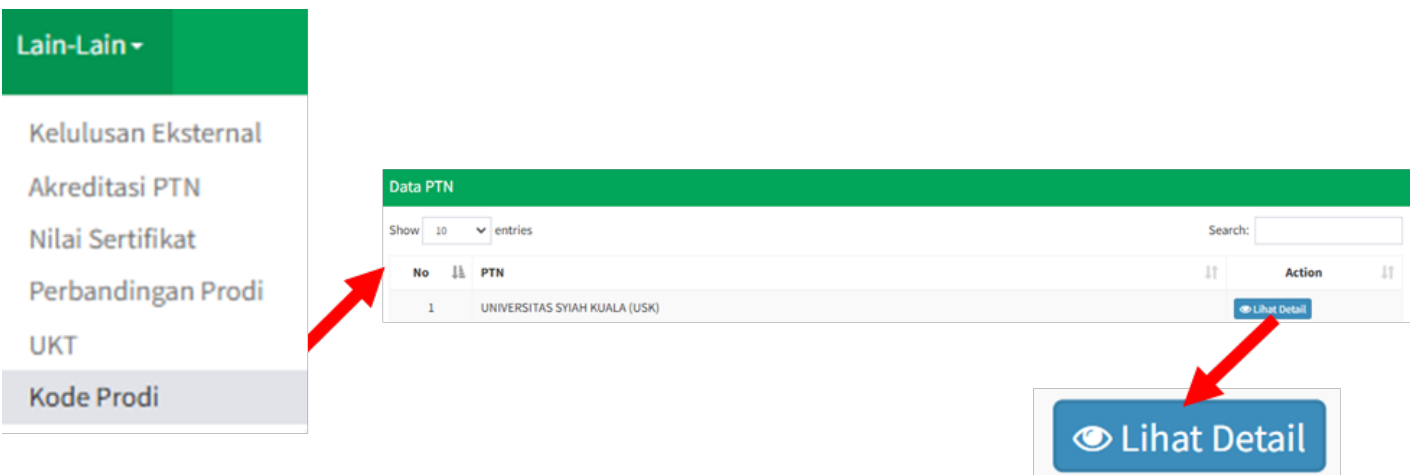 Lain-Lain
Kelulusan Eksternal
Akreditasi PTN
Nilai Sertifikat
Perbandingan Prodi
UKT
Kode Prodi
Data PTN
Show 10 entries Search:
No PTN Action
1 UNIVERSITAS SYIAH KUALA (USK) Lihat Detail
Lihat Detail